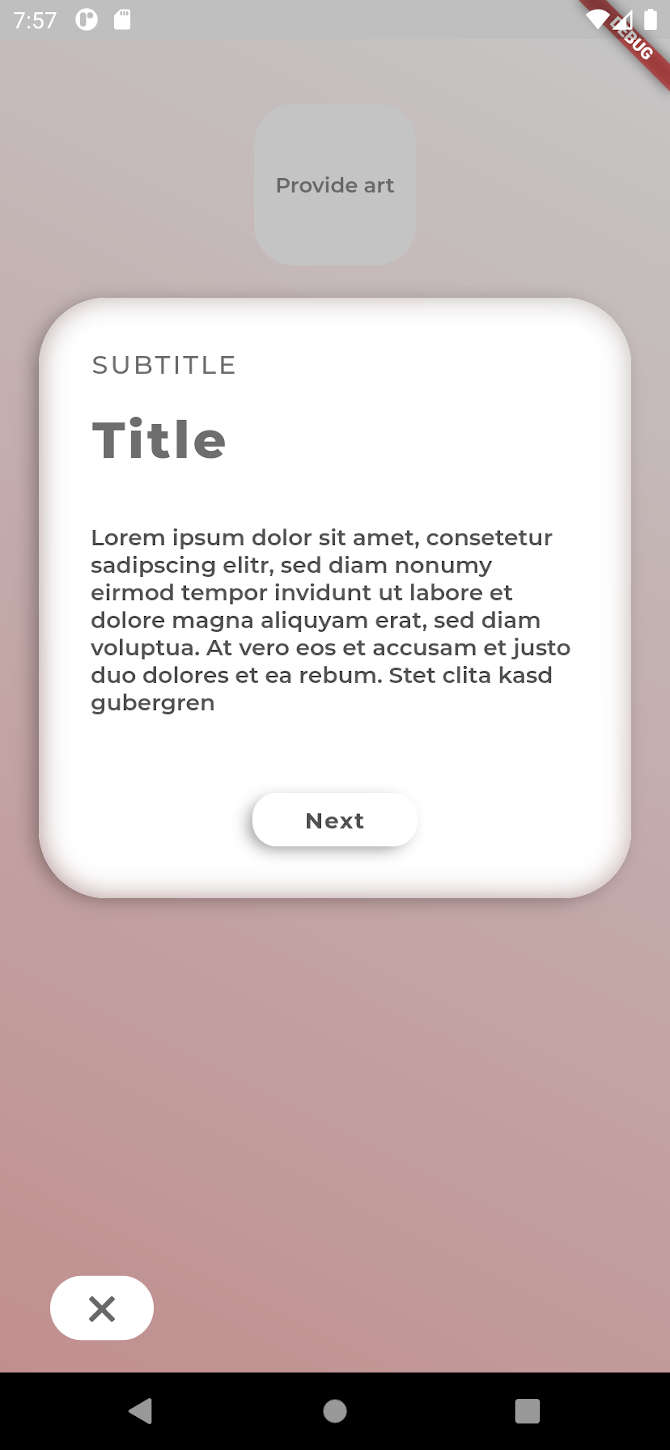 7:57
DEBUG
Provide art
SUBTITLE
Title
Lorem ipsum dolor sit amet, consetetur
sadipscing elitr, sed diam nonumy
eirmod tempor invidunt ut labore et
dolore magna aliquyam erat, sed diam
voluptua. At vero eos et accusam et justo
duo dolores et ea rebum. Stet clita kasd
gubergren
Next